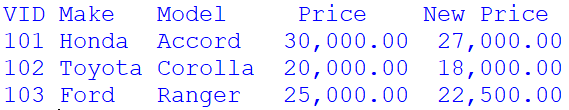 VID Make   Model     Price    New Price
101 Honda  Accord  30,000.00  27,000.00
102 Toyota Corolla 20,000.00  18,000.00
103 Ford   Ranger  25,000.00  22,500.00